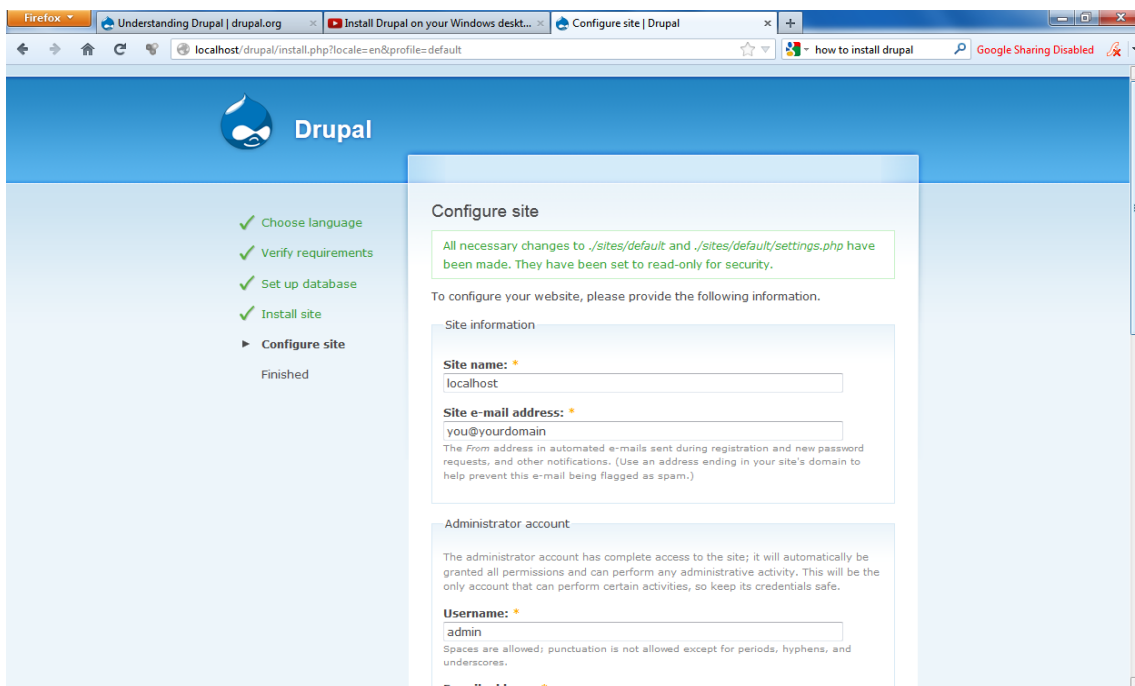 Firefox
Understanding Drupal | drupal.org
Install Drupal on your Windows deskt...
Configure site | Drupal
localhost/drupal/install.php?locale=en&profile=default
how to install drupal
Google Sharing Disabled
Drupal
Choose language
Verify requirements
Set up database
Install site
Configure site
Finished
Configure site
All necessary changes to ./sites/default and ./sites/default/settings.php have
been made. They have been set to read-only for security.
To configure your website, please provide the following information.
Site information
Site name: *
localhost
Site e-mail address: *
you@yourdomain
The From address in automated e-mails sent during registration and new password
requests, and other notifications. (Use an address ending in your site's domain to
help prevent this e-mail being flagged as spam.)
Administrator account
The administrator account has complete access to the site; it will automatically be
granted all permissions and can perform any administrative activity. This will be the
only account that can perform certain activities, so keep its credentials safe.
Username: *
admin
Spaces are allowed; punctuation is not allowed except for periods, hyphens, and
underscores.